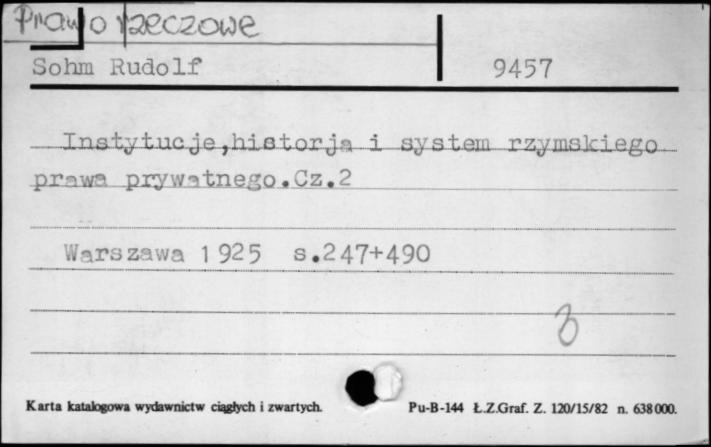 Prawo rzeczowe
Sohm Rudolf 9457
Instytucje,historja i system rzymskiego
prawa prywatnego.Cz.2
Warszawa 1925 s.247+490
Karta katalogowa wydawnictw ciągłych i zwartych. Pu-B-144 Ł.Z.Graf. Z. 120/15/82 n. 638000.